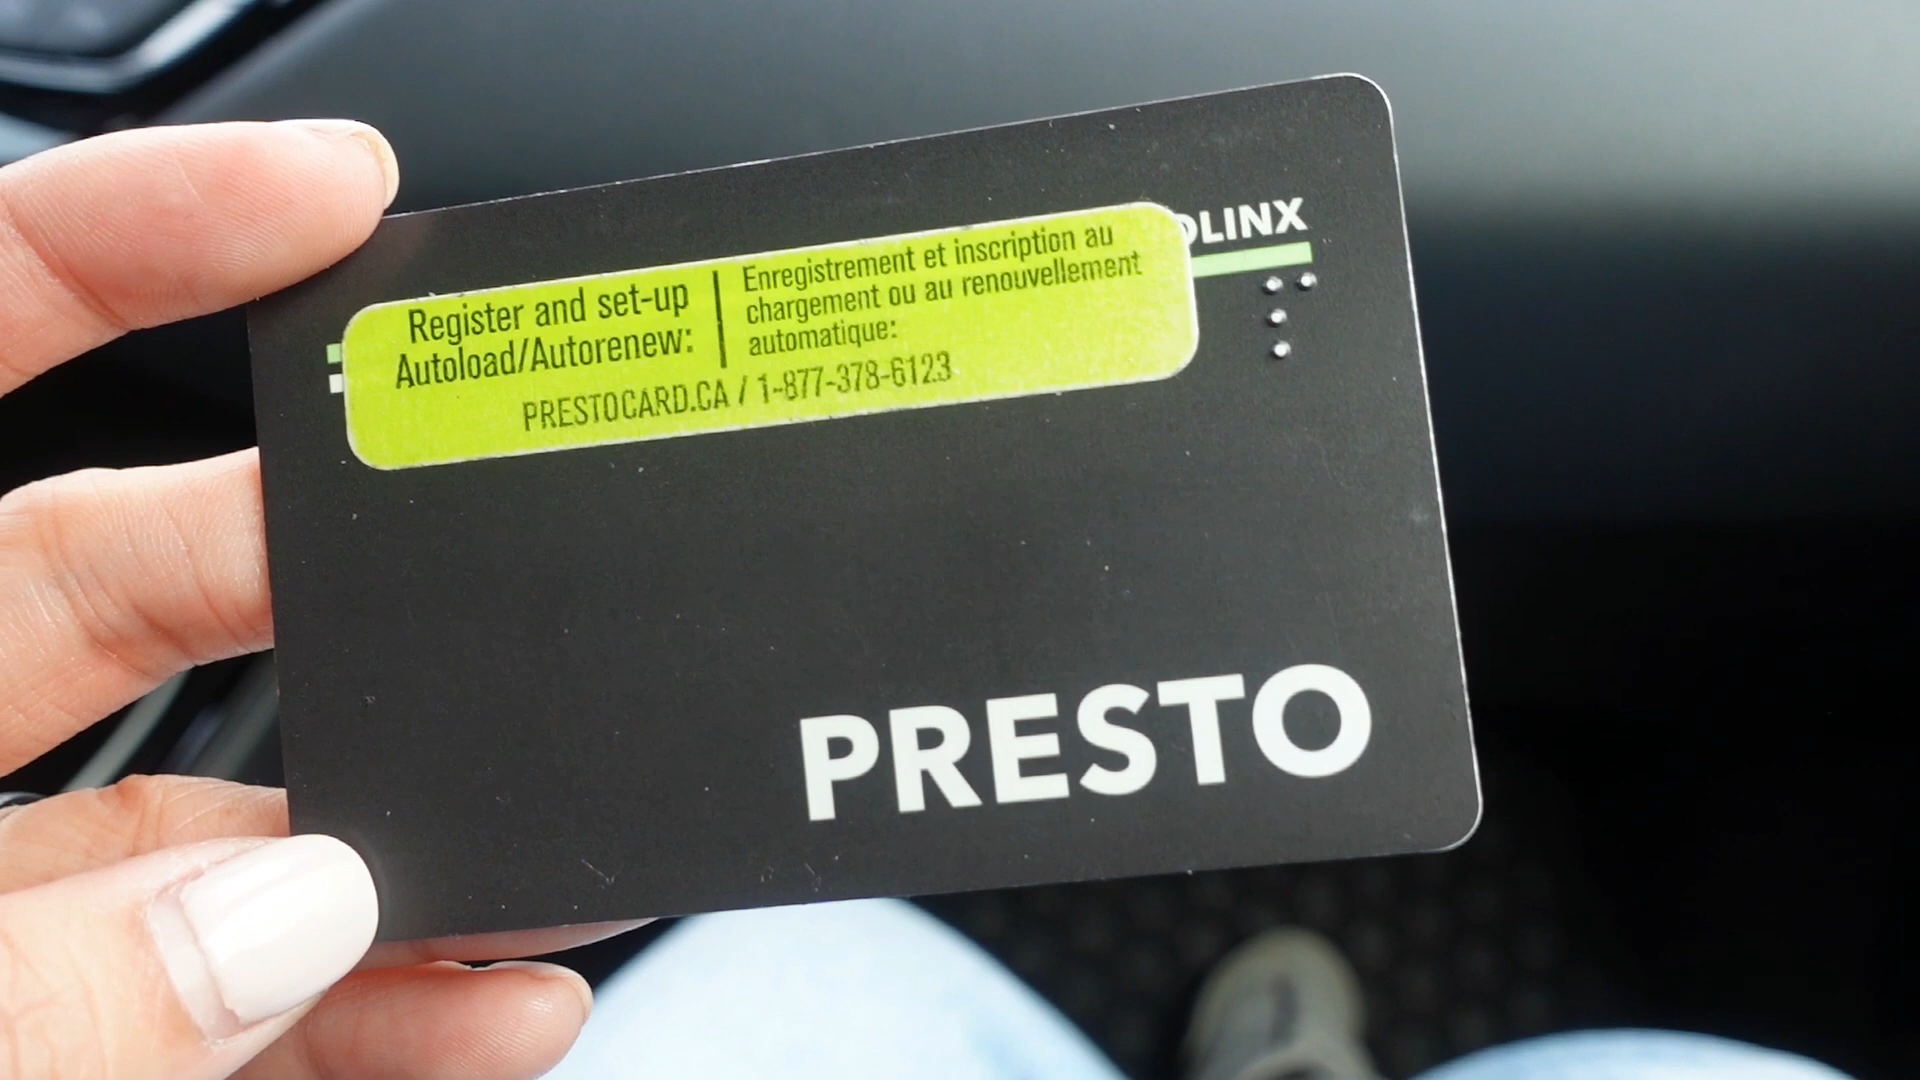 OLINX
Register and set-up
Autoload/Autorenew:
Enregistrement et inscription au
chargement ou au renouvellement
automatique:
PRESTOCARD.CA / 1-877-378-6123
PRESTO